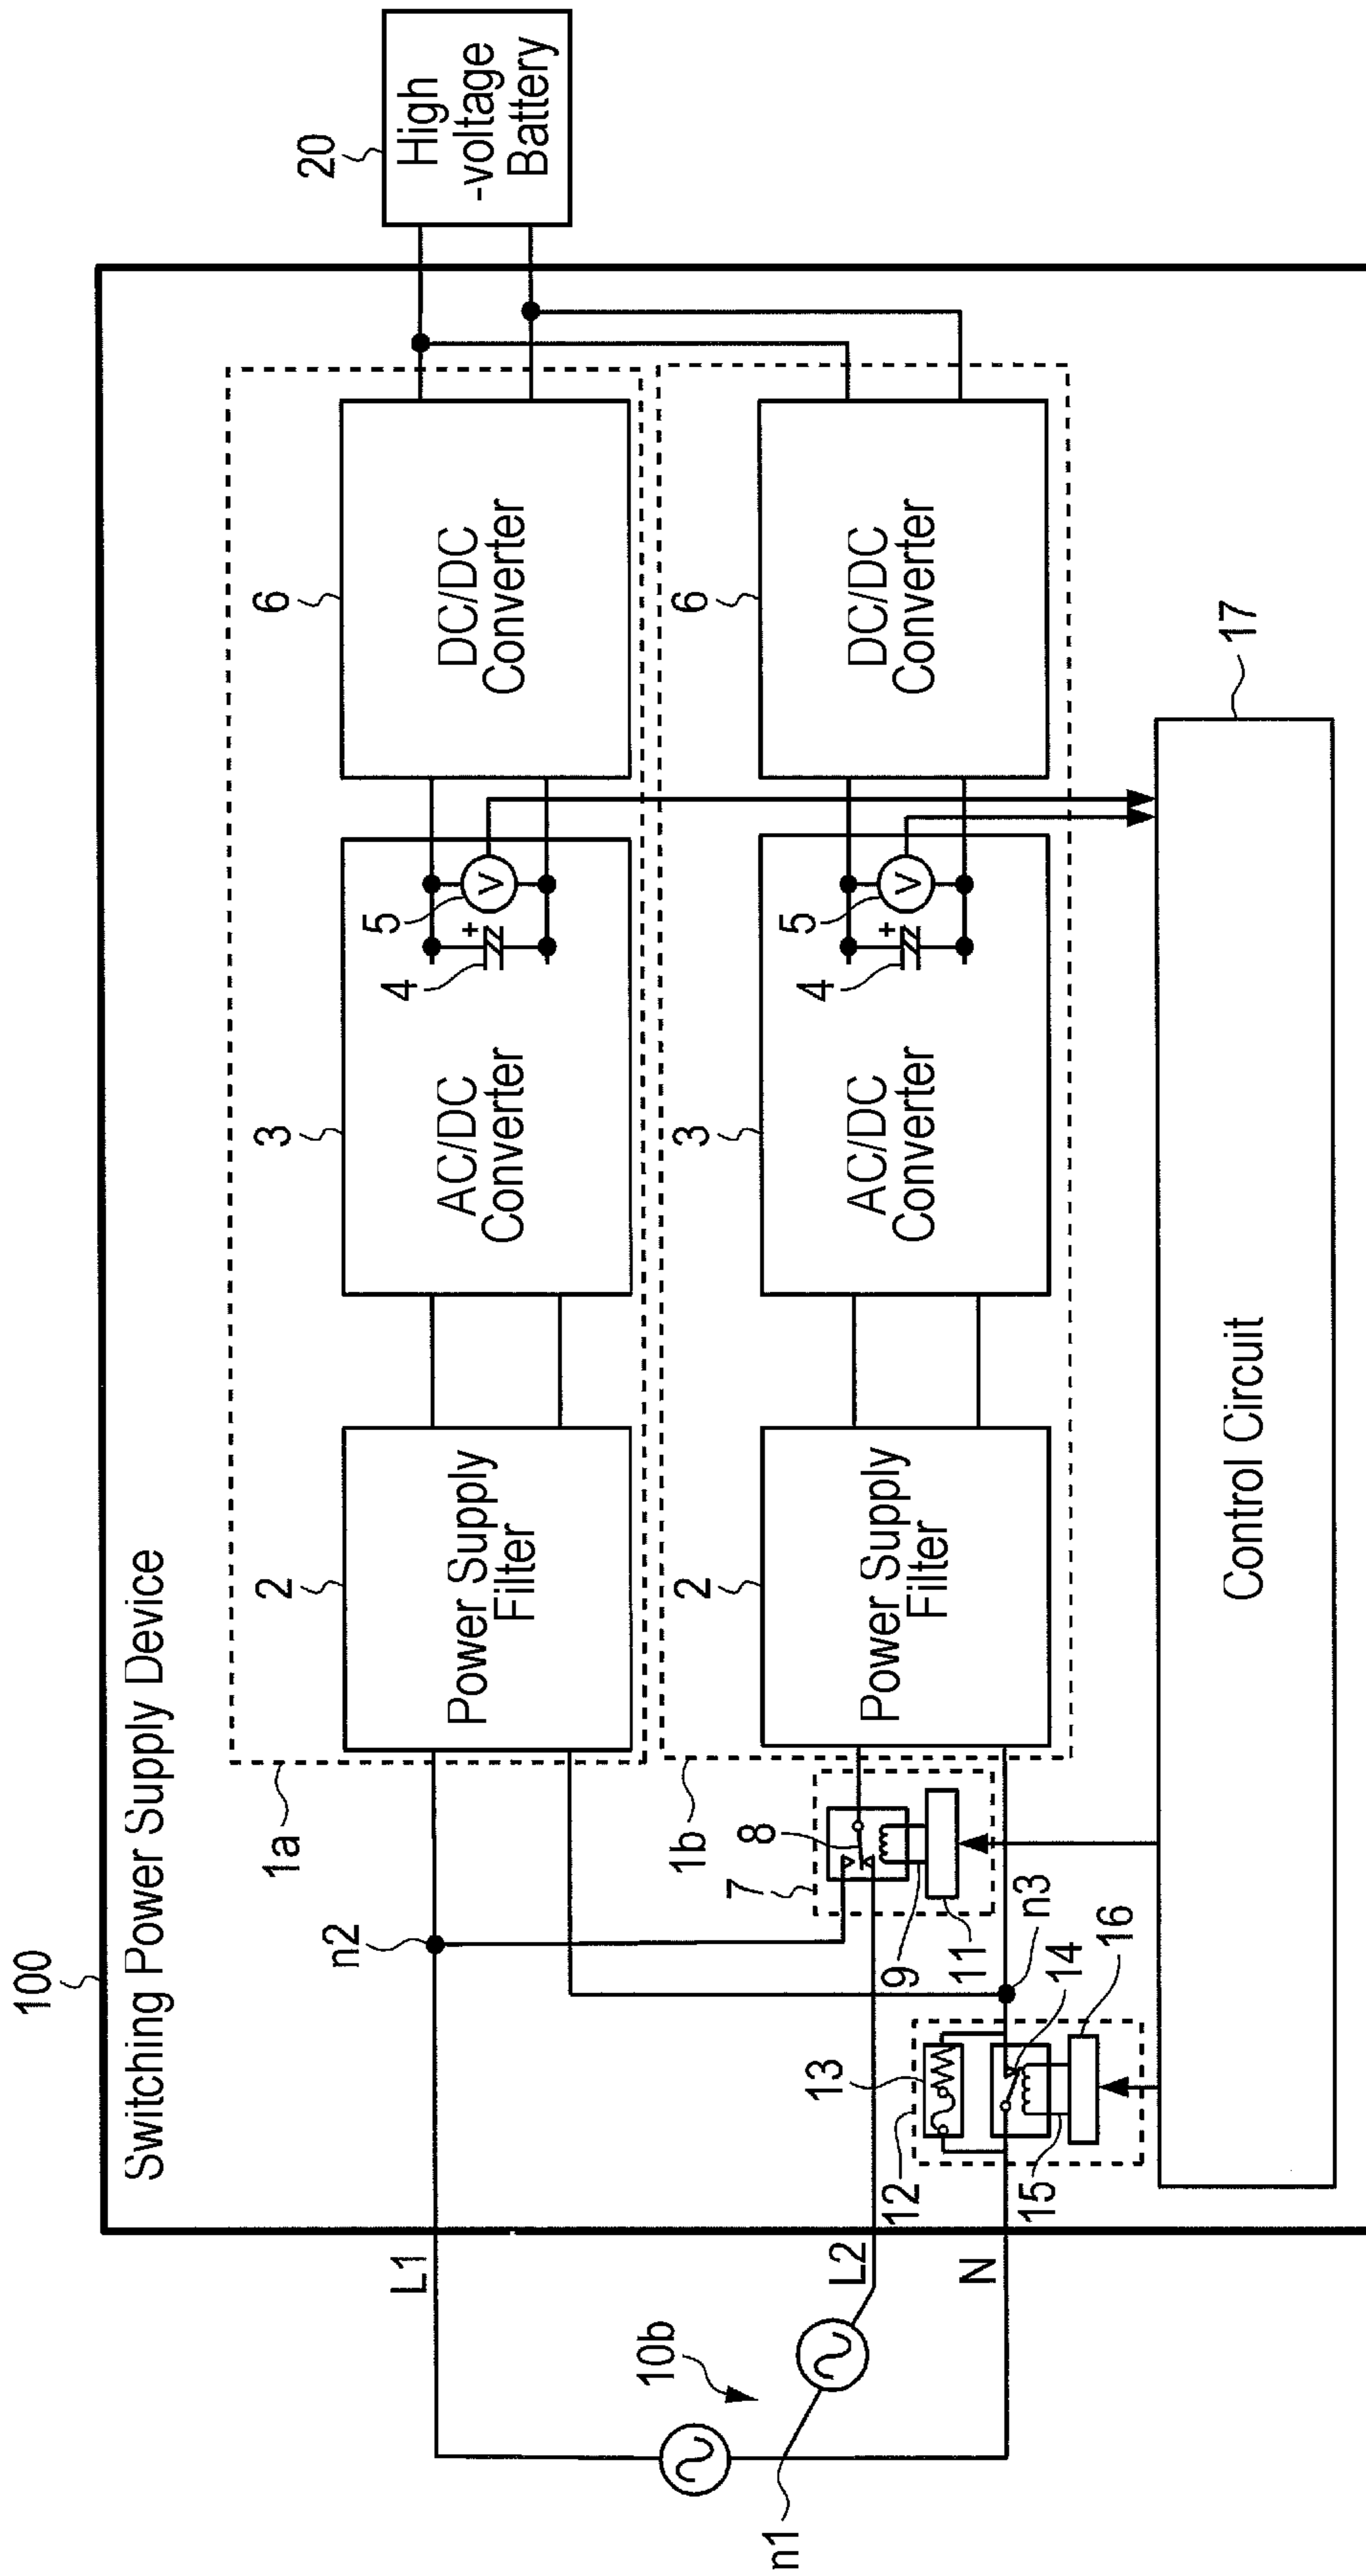 100
Switching Power Supply Device
20
High
-voltage
Battery
1a
2
Power Supply
Filter
3
AC/DC
Converter
4
+
5
V
6
DC/DC
Converter
L1
n2
10b
n1
L2
N
7
8
9
11
1b
2
Power Supply
Filter
3
AC/DC
Converter
4
+
5
V
6
DC/DC
Converter
12
13
n3
14
15
16
17
Control Circuit